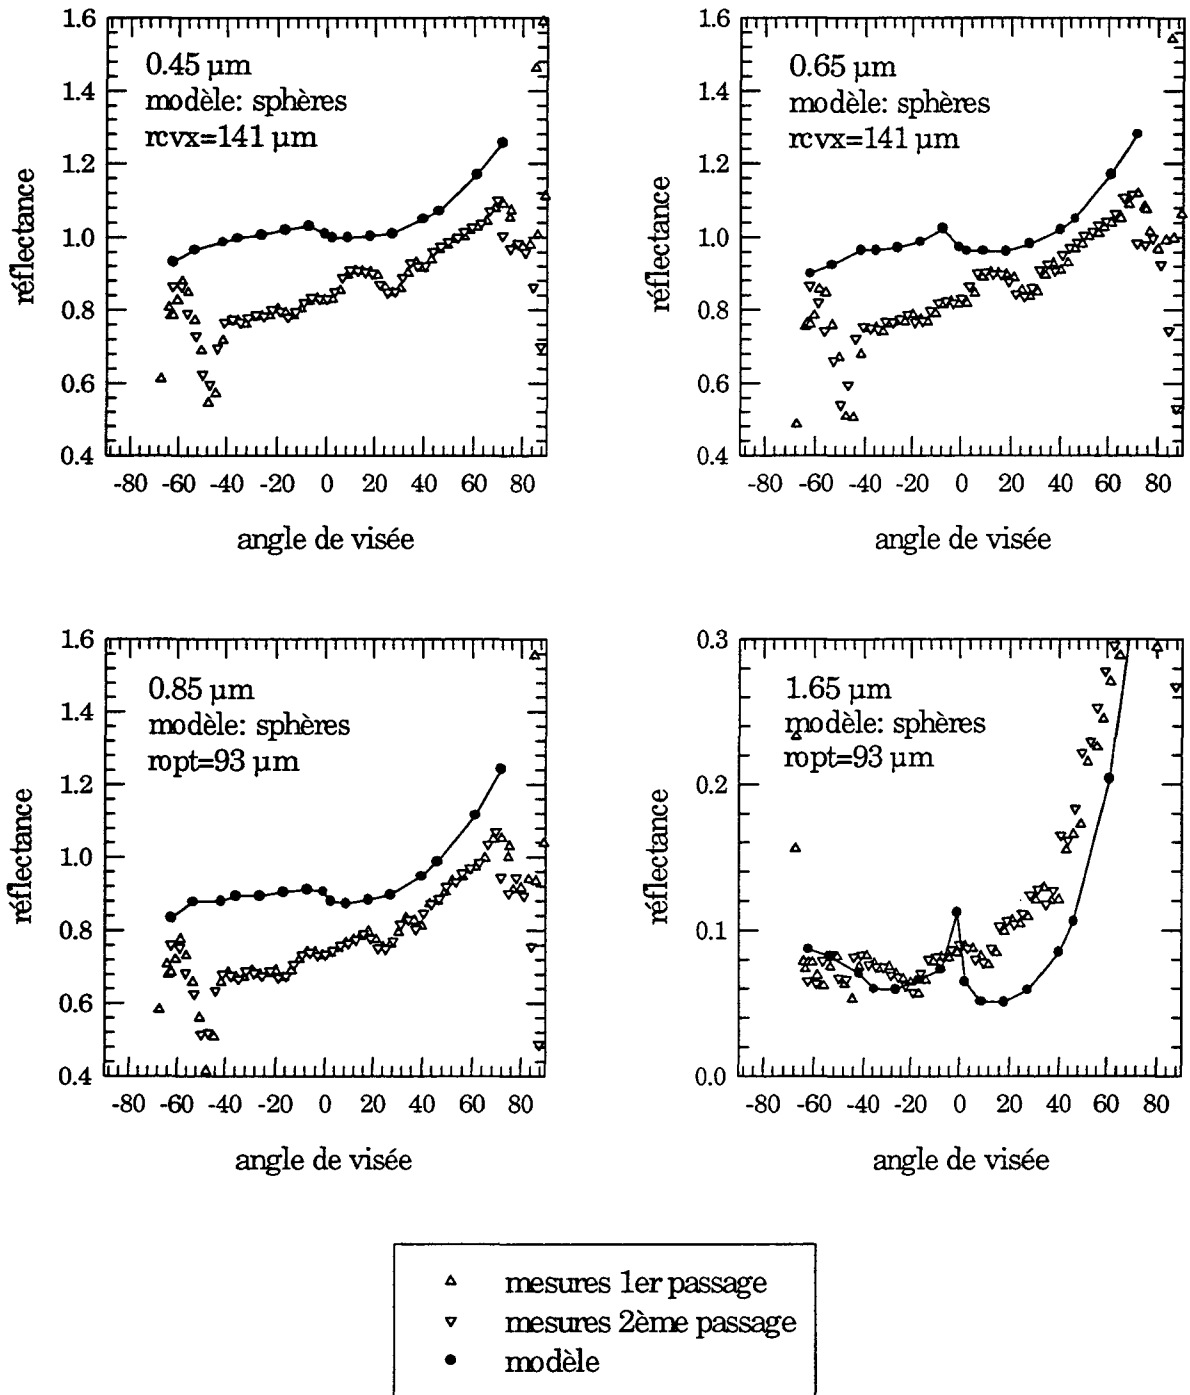 1.6
1.4
1.2
1.0
0.8
0.6
0.4
réflectance
0.45 µm
modèle: sphères
rcvx=141 µm
-80 -60 -40 -20 0 20 40 60 80
angle de visée
1.6
1.4
1.2
1.0
0.8
0.6
0.4
réflectance
0.65 µm
modèle: sphères
rcvx=141 µm
-80 -60 -40 -20 0 20 40 60 80
angle de visée
1.6
1.4
1.2
1.0
0.8
0.6
0.4
réflectance
0.85 µm
modèle: sphères
ropt=93 µm
-80 -60 -40 -20 0 20 40 60 80
angle de visée
0.3
0.2
0.1
0.0
réflectance
1.65 µm
modèle: sphères
ropt=93 µm
-80 -60 -40 -20 0 20 40 60 80
angle de visée
mesures 1er passage
mesures 2ème passage
modèle